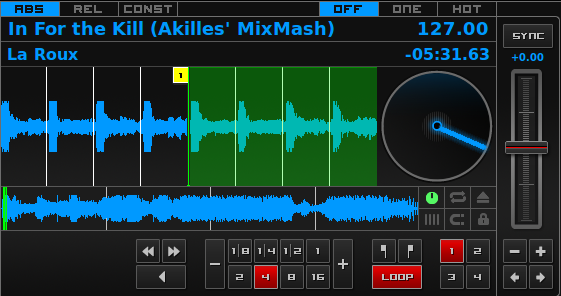 ABS REL CONST OFF ONE HOT
In For the Kill (Akilles' MixMash) 127.00
SYNC
La Roux -05:31.63
+0.00
1
1/8 1/4 1/2 1
1 2
− +
− 2 4 8 16 +
LOOP
3 4